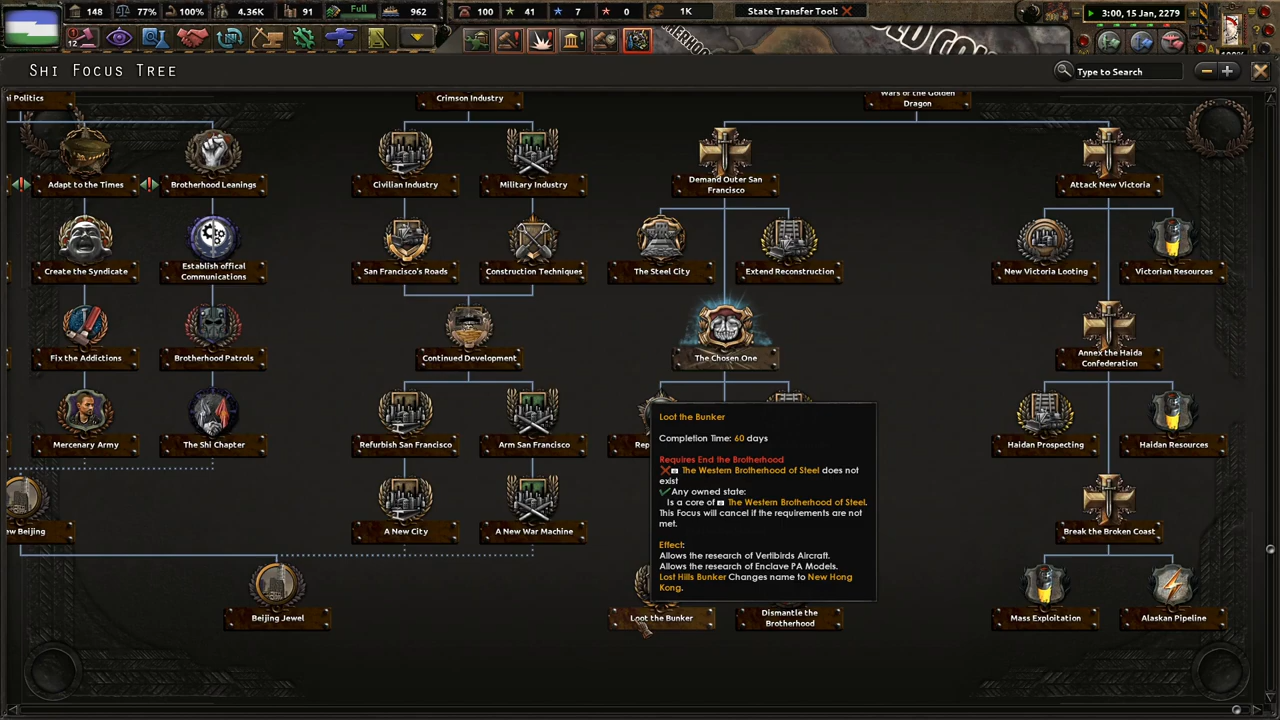 148
77%
100%
4,36K
91
Full
962
100
41
7
0
1K
State Transfer Tool:
3:00, 15 Jan, 2279
12
Shi Focus Tree
Type to Search
hi Politics
Crimson Industry
Wars of the Golden
Dragon
Adapt to the Times
Brotherhood Leanings
Civilian Industry
Military Industry
Demand Outer San
Francisco
Attack New Victoria
Create the Syndicate
Establish offical
Communications
San Francisco's Roads
Construction Techniques
The Steel City
Extend Reconstruction
New Victoria Looting
Victorian Resources
Fix the Addictions
Brotherhood Patrols
Continued Development
The Chosen One
Annex the Haida
Confederation
Mercenary Army
The Shi Chapter
Refurbish San Francisco
Arm San Francisco
Rep
Haidan Prospecting
Haidan Resources
Loot the Bunker
Completion Time: 60 days
Requires End the Brotherhood
The Western Brotherhood of Steel does not
exist
Any owned state:
Is a core of The Western Brotherhood of Steel.
This Focus will cancel if the requirements are not
met.
Effect:
Allows the research of Vertibirds Aircraft.
Allows the research of Enclave PA Models.
Lost Hills Bunker Changes name to New Hong
Kong.
ew Beijing
A New City
A New War Machine
Break the Broken Coast
Beijing Jewel
Loot the Bunker
Dismantle the
Brotherhood
Mass Exploitation
Alaskan Pipeline